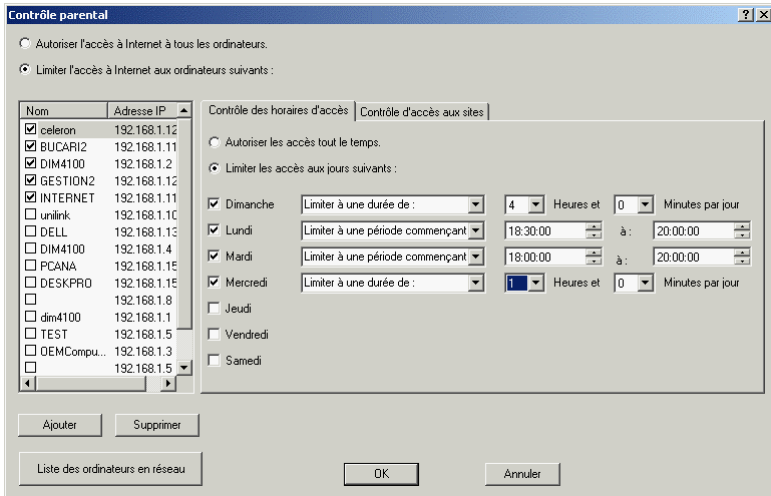 Contrôle parental
Autoriser l'accès à Internet à tous les ordinateurs.
Limiter l'accès à Internet aux ordinateurs suivants :
Nom Adresse IP
celeron 192.168.1.12
BUCARI2 192.168.1.11
DIM4100 192.168.1.2
GESTION2 192.168.1.12
INTERNET 192.168.1.11
unilink 192.168.1.10
DELL 192.168.1.13
DIM4100 192.168.1.4
PCANA 192.168.1.15
DESKPRO 192.168.1.15
192.168.1.8
dim4100 192.168.1.1
TEST 192.168.1.5
OEMCompu... 192.168.1.3
192.168.1.5
Contrôle des horaires d'accès Contrôle d'accès aux sites
Autoriser les accès tout le temps.
Limiter les accès aux jours suivants :
Dimanche Limiter à une durée de : 4 Heures et 0 Minutes par jour
Lundi Limiter à une période commençant 18:30:00 à : 20:00:00
Mardi Limiter à une période commençant 18:00:00 à : 20:00:00
Mercredi Limiter à une durée de : 1 Heures et 0 Minutes par jour
Jeudi
Vendredi
Samedi
Ajouter Supprimer
Liste des ordinateurs en réseau OK Annuler